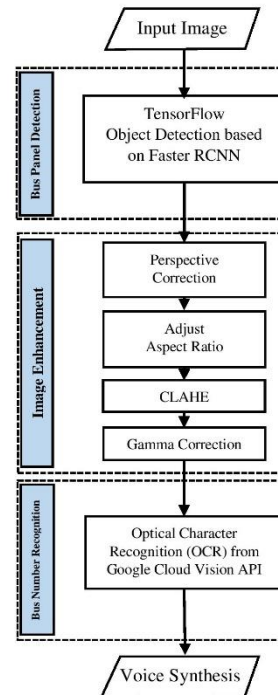 Input Image
Bus Panel Detection
TensorFlow
Object Detection based
on Faster RCNN
Image Enhancement
Perspective
Correction
Adjust
Aspect Ratio
CLAHE
Gamma Correction
Bus Number Recognition
Optical Character
Recognition (OCR) from
Google Cloud Vision API
Voice Synthesis